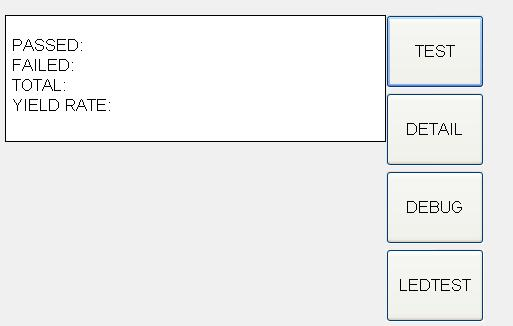 PASSED:
FAILED:
TOTAL:
YIELD RATE:
TEST
DETAIL
DEBUG
LEDTEST